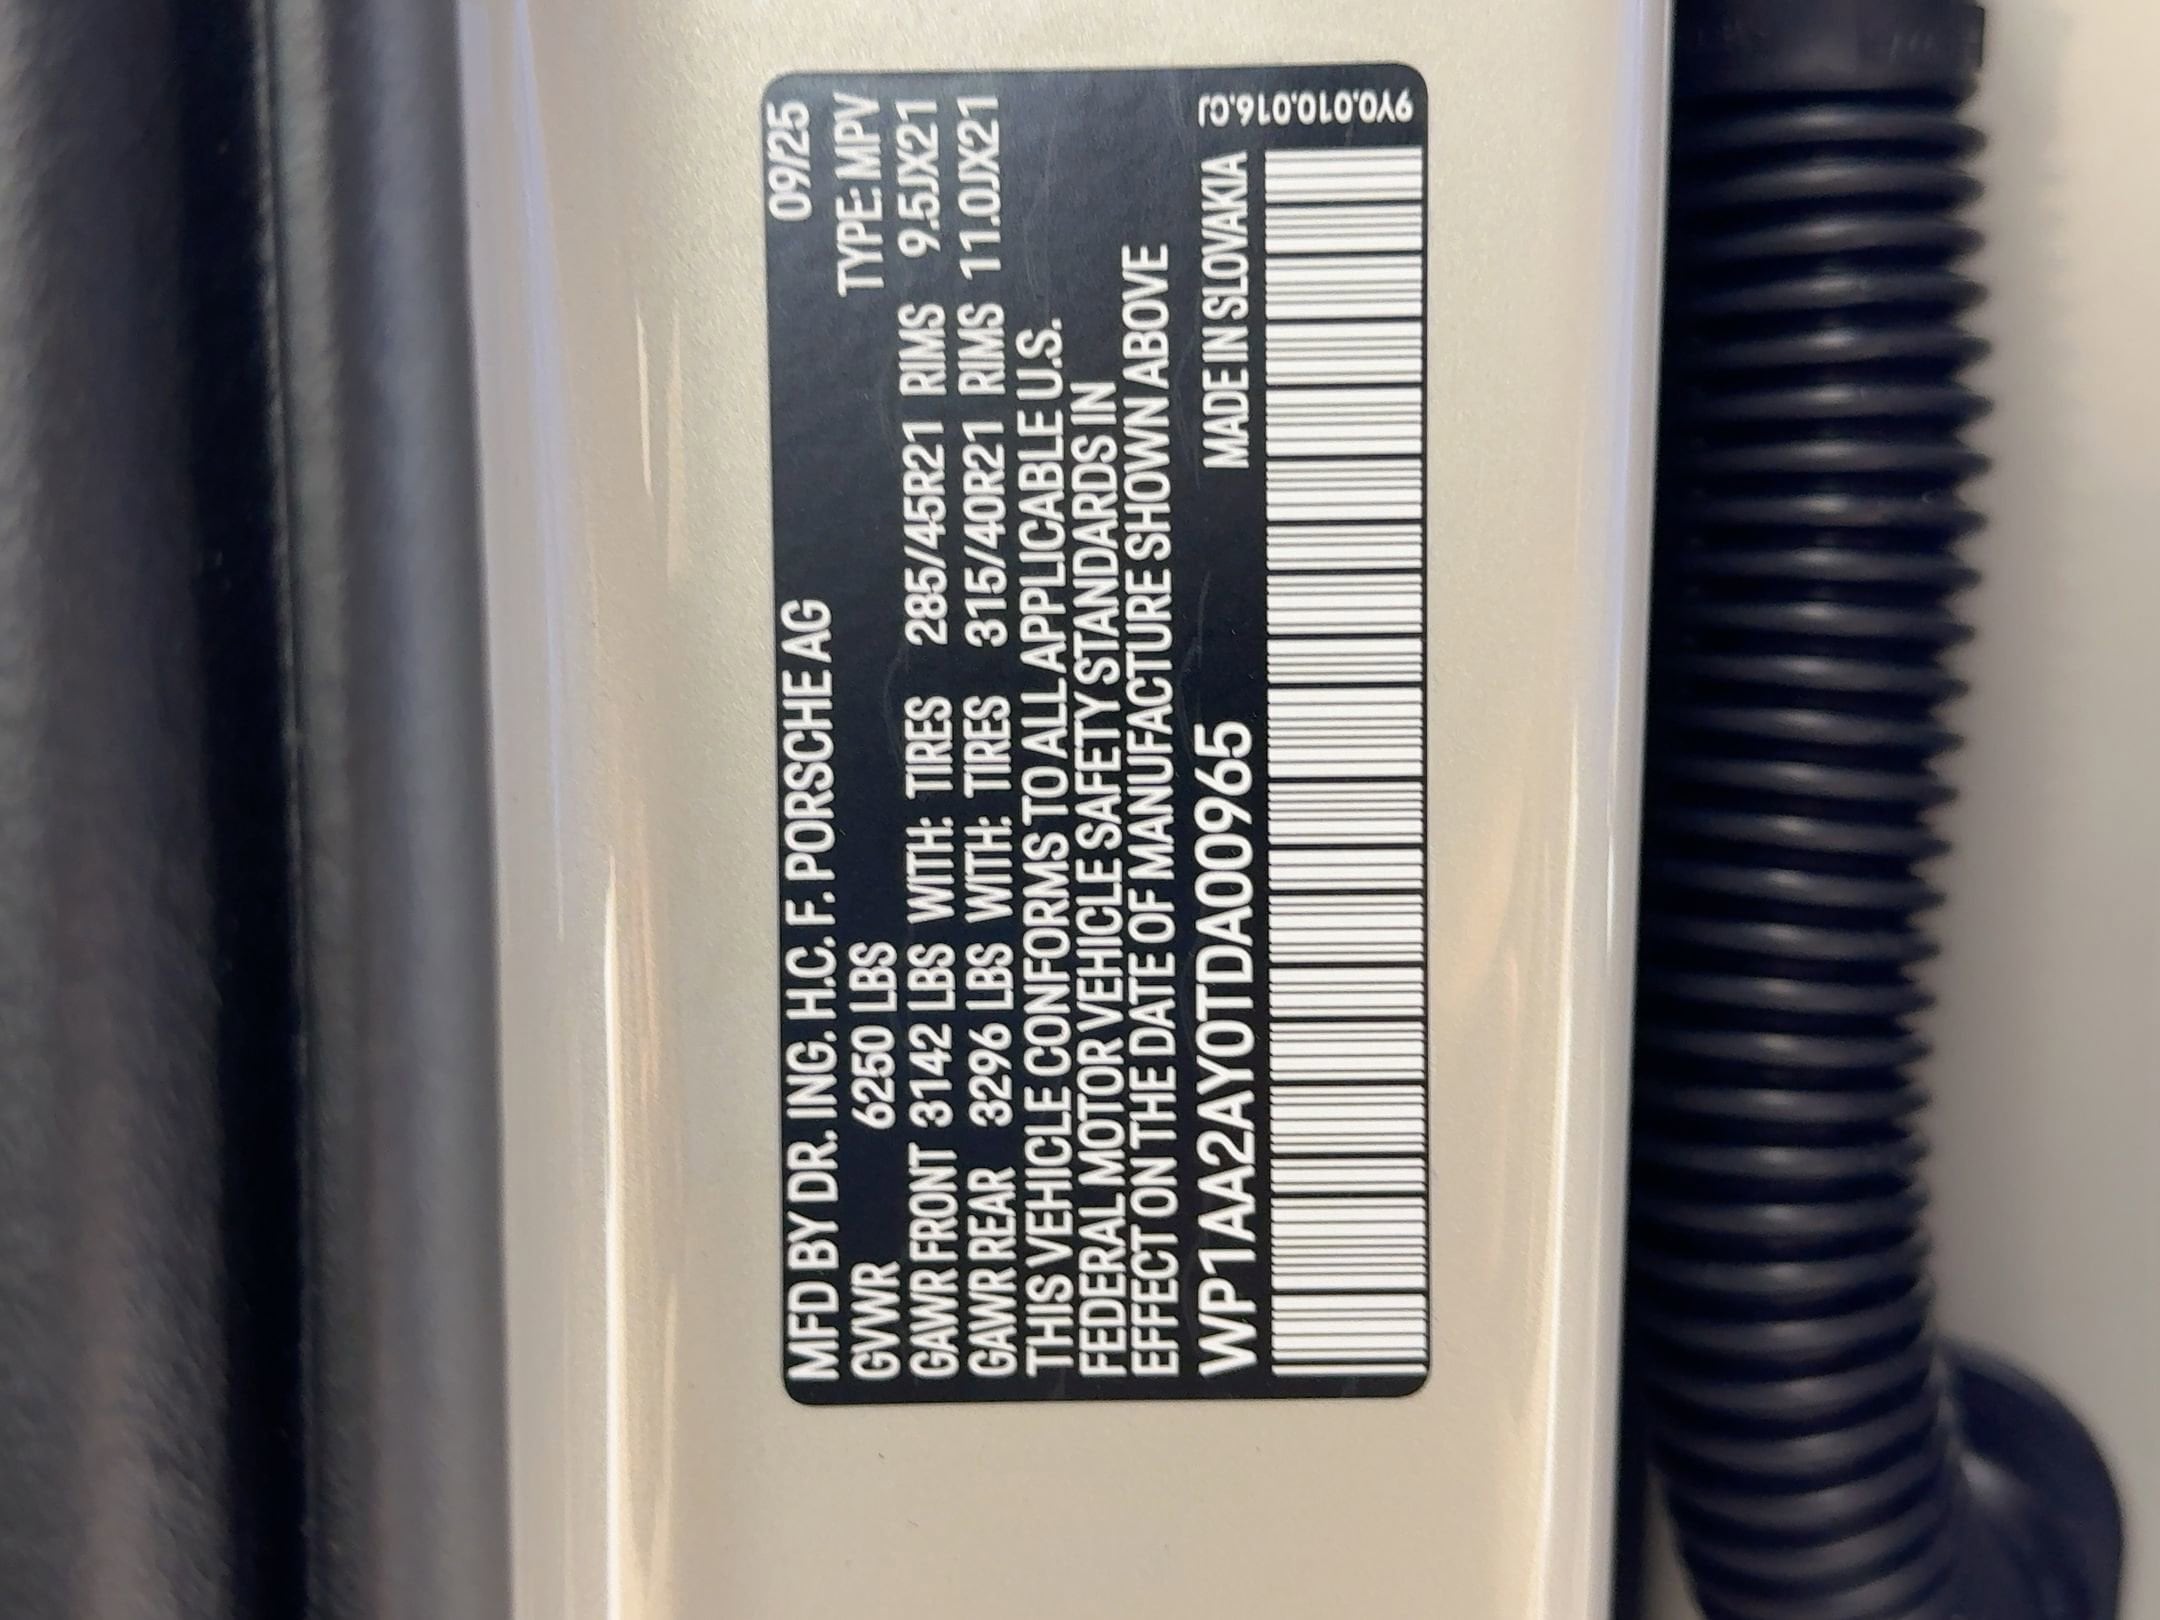 MFD BY DR. ING. H.C. F. PORSCHE AG 09/25
GVWR 6250 LBS TYPE: MPV
GAWR FRONT 3142 LBS WITH: TIRES 285/45R21 RIMS 9.5JX21
GAWR REAR 3296 LBS WITH: TIRES 315/40R21 RIMS 11.0JX21
THIS VEHICLE CONFORMS TO ALL APPLICABLE U.S.
FEDERAL MOTOR VEHICLE SAFETY STANDARDS IN
EFFECT ON THE DATE OF MANUFACTURE SHOWN ABOVE
WP1AA2AY0TDA00965 MADE IN SLOVAKIA
9Y0.010.016.CJ